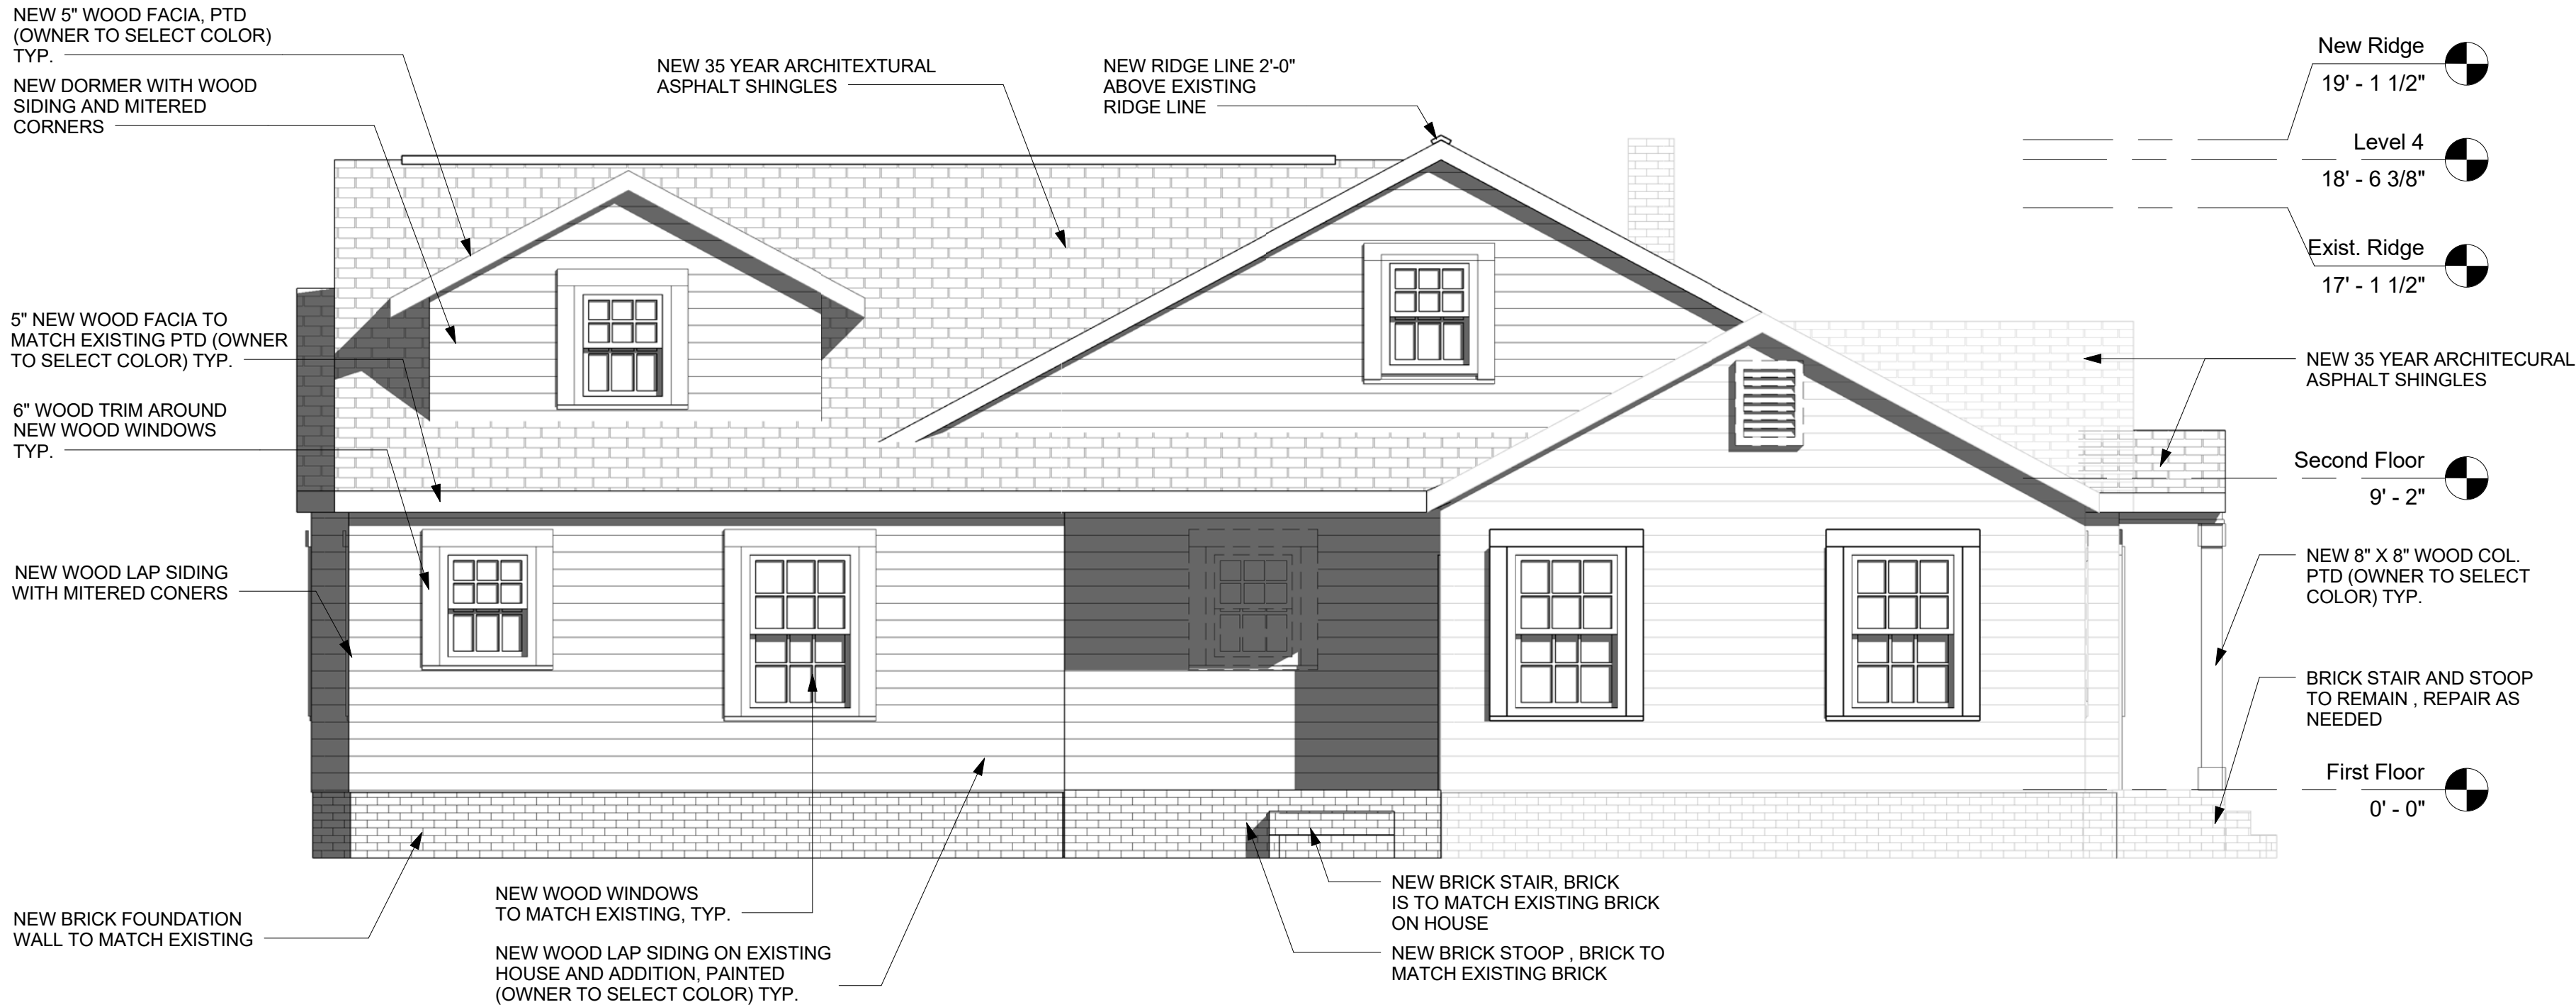 NEW 5" WOOD FACIA, PTD
(OWNER TO SELECT COLOR)
TYP.
NEW DORMER WITH WOOD
SIDING AND MITERED
CORNERS
5" NEW WOOD FACIA TO
MATCH EXISTING PTD (OWNER
TO SELECT COLOR) TYP.
6" WOOD TRIM AROUND
NEW WOOD WINDOWS
TYP.
NEW WOOD LAP SIDING
WITH MITERED CONERS
NEW BRICK FOUNDATION
WALL TO MATCH EXISTING
NEW 35 YEAR ARCHITEXTURAL
ASPHALT SHINGLES
NEW RIDGE LINE 2'-0"
ABOVE EXISTING
RIDGE LINE
NEW WOOD WINDOWS
TO MATCH EXISTING, TYP.
NEW WOOD LAP SIDING ON EXISTING
HOUSE AND ADDITION, PAINTED
(OWNER TO SELECT COLOR) TYP.
NEW BRICK STAIR, BRICK
IS TO MATCH EXISTING BRICK
ON HOUSE
NEW BRICK STOOP , BRICK TO
MATCH EXISTING BRICK
New Ridge
19' - 1 1/2"
Level 4
18' - 6 3/8"
Exist. Ridge
17' - 1 1/2"
NEW 35 YEAR ARCHITECURAL
ASPHALT SHINGLES
Second Floor
9' - 2"
NEW 8" X 8" WOOD COL.
PTD (OWNER TO SELECT
COLOR) TYP.
BRICK STAIR AND STOOP
TO REMAIN , REPAIR AS
NEEDED
First Floor
0' - 0"